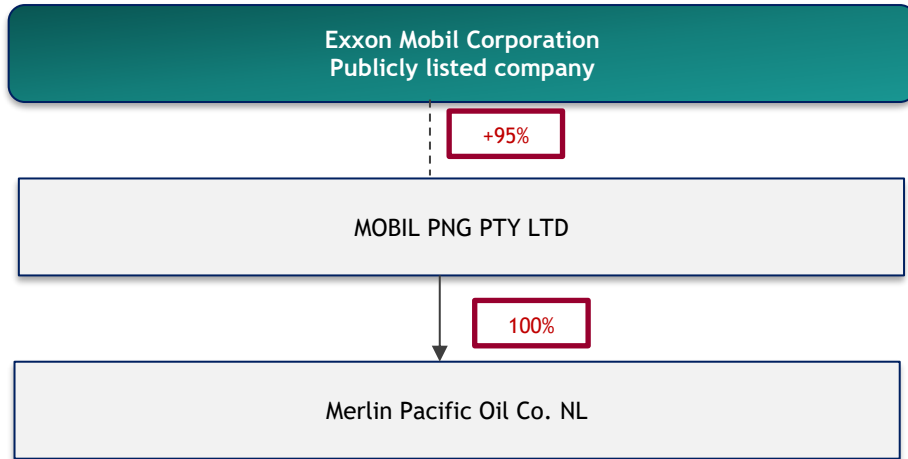 Exxon Mobil Corporation
Publicly listed company
+95%
MOBIL PNG PTY LTD
100%
Merlin Pacific Oil Co. NL